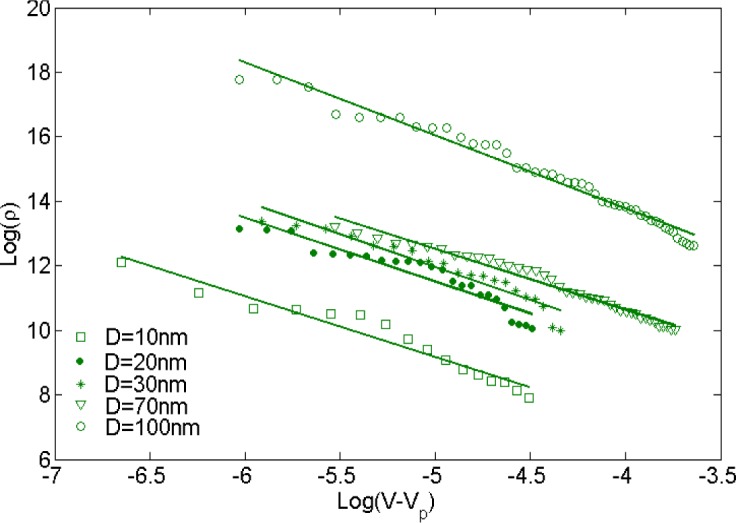 20
18
16
14
12
10
8
6
Log(ρ)
D=10nm
D=20nm
D=30nm
D=70nm
D=100nm
-7 -6.5 -6 -5.5 -5 -4.5 -4 -3.5
Log(V-Vp)